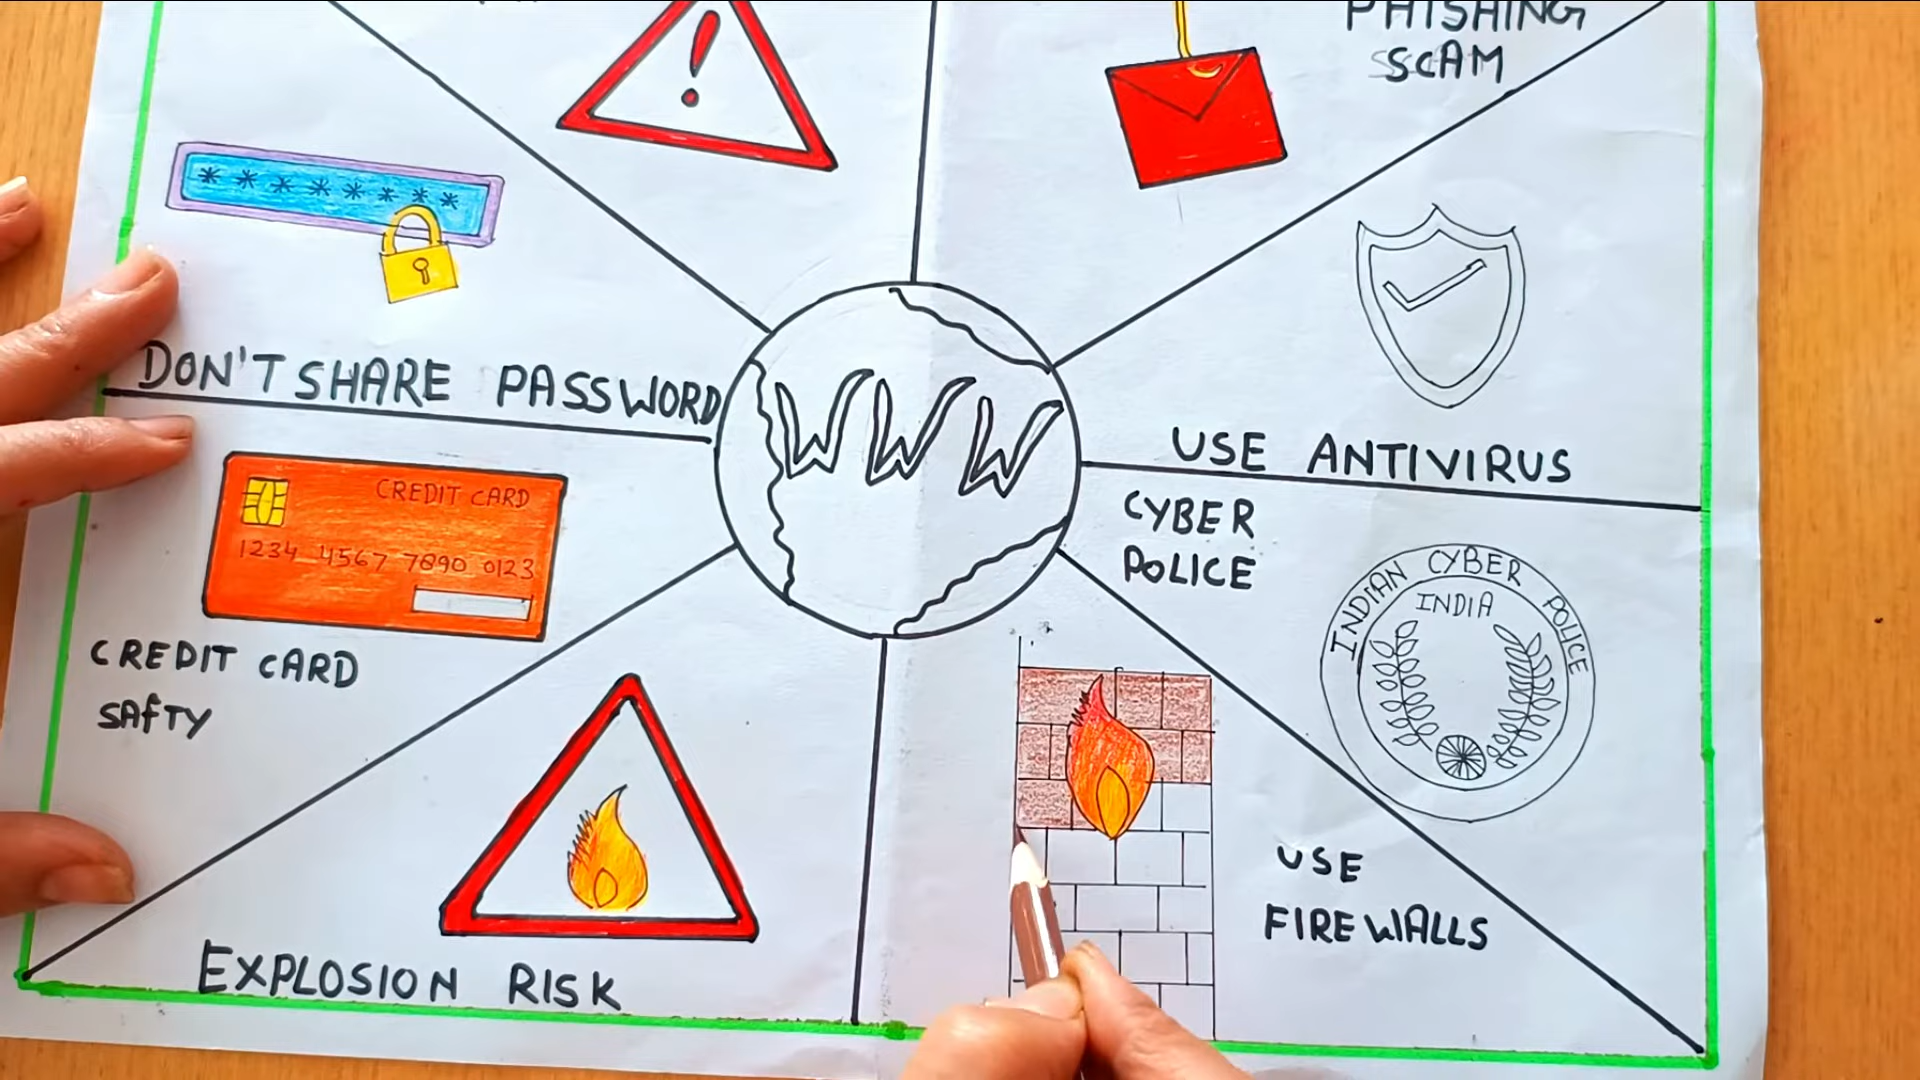 PHISHING
SCAM
* * * * * * * *
DON'T SHARE PASSWORD
WWW
USE ANTIVIRUS
CREDIT CARD
1234 4567 7890 0123
CREDIT CARD
SAfTY
CYBER
POLICE
INDIAN CYBER POLICE
INDIA
EXPLOSION RISK
USE
FIREWALLS